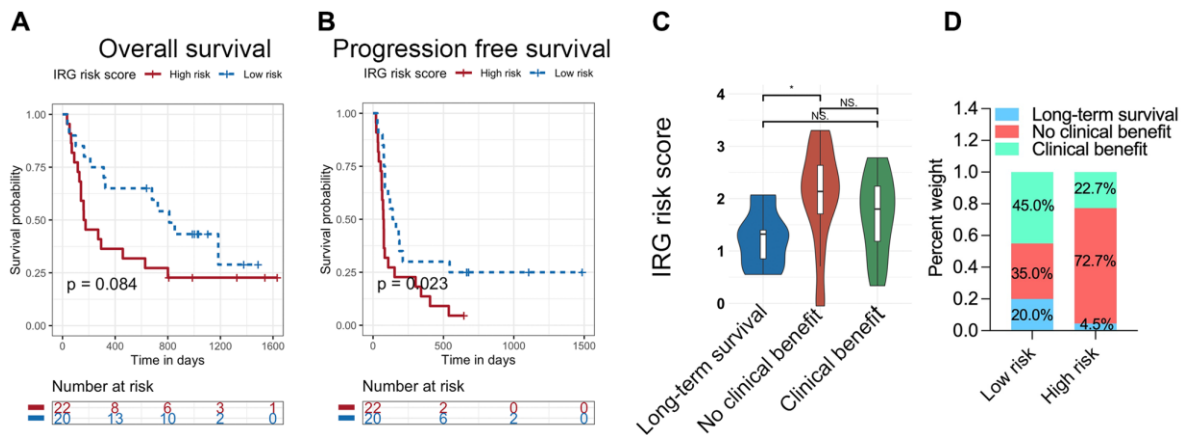 A
Overall survival
IRG risk score High risk Low risk
Survival probability
1.00
0.75
0.50
0.25
0.00
p = 0.084
0 400 800 1200 1600
Time in days
Number at risk
22 8 6 3 1
20 13 10 2 0
B
Progression free survival
IRG risk score High risk Low risk
Survival probability
1.00
0.75
0.50
0.25
0.00
p = 0.023
0 500 1000 1500
Time in days
Number at risk
22 2 0 0
20 6 2 0
C
IRG risk score
4
3
2
1
0
*
NS.
NS.
Long-term survival
No clinical benefit
Clinical benefit
D
Percent weight
1.4
1.2
1.0
0.8
0.6
0.4
0.2
0.0
Long-term survival
No clinical benefit
Clinical benefit
45.0%
35.0%
20.0%
22.7%
72.7%
4.5%
Low risk
High risk